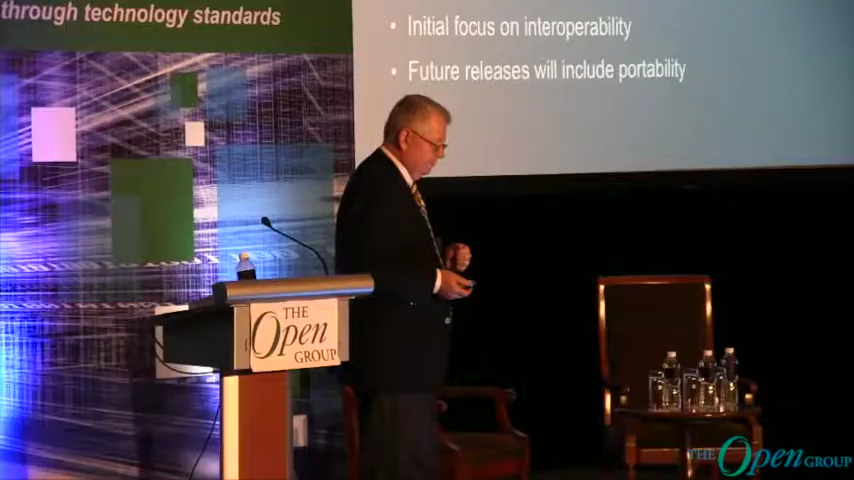 through technology standards
• Initial focus on interoperability
• Future releases will include portability
THE
Open
GROUP
THE Open GROUP